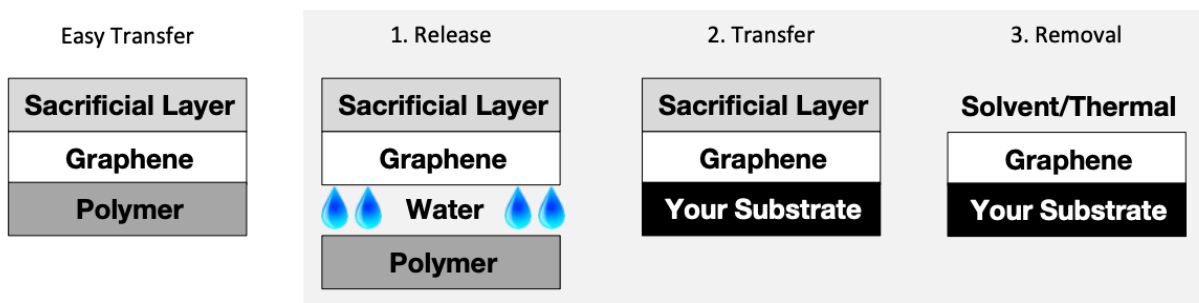 Easy Transfer
Sacrificial Layer
Graphene
Polymer
1. Release
Sacrificial Layer
Graphene
Water
Polymer
2. Transfer
Sacrificial Layer
Graphene
Your Substrate
3. Removal
Solvent/Thermal
Graphene
Your Substrate